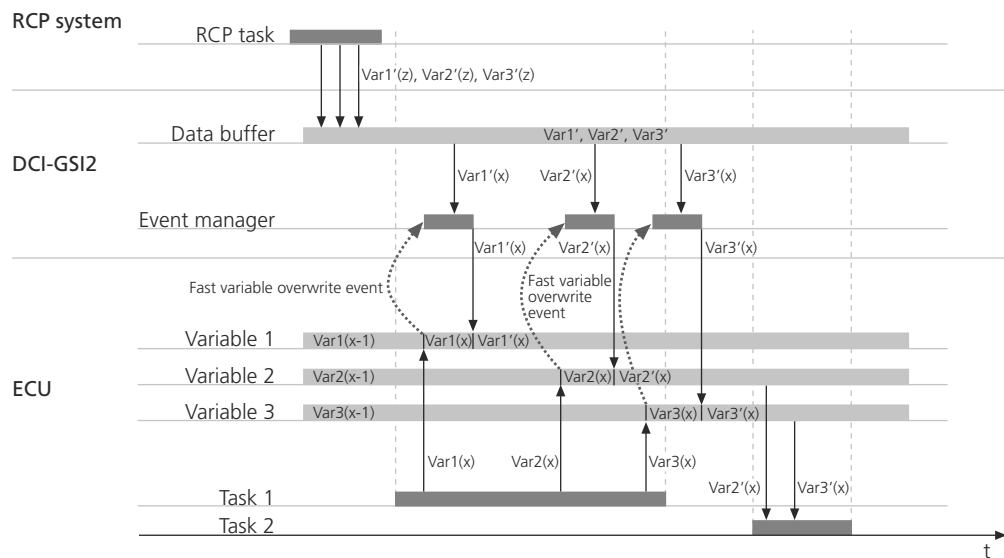 RCP system
RCP task
Var1’(z), Var2’(z), Var3’(z)
Data buffer
Var1’, Var2’, Var3’
DCI-GSI2
Var1’(x)
Var2’(x)
Var3’(x)
Event manager
Var1’(x)
Var2’(x)
Var3’(x)
Fast variable overwrite event
Fast variable
overwrite
event
Variable 1
Var1(x-1)
Var1(x)
Var1’(x)
ECU
Variable 2
Var2(x-1)
Var2(x)
Var2’(x)
Variable 3
Var3(x-1)
Var3(x)
Var3’(x)
Var1(x)
Var2(x)
Var3(x)
Var2’(x)
Var3’(x)
Task 1
Task 2
t